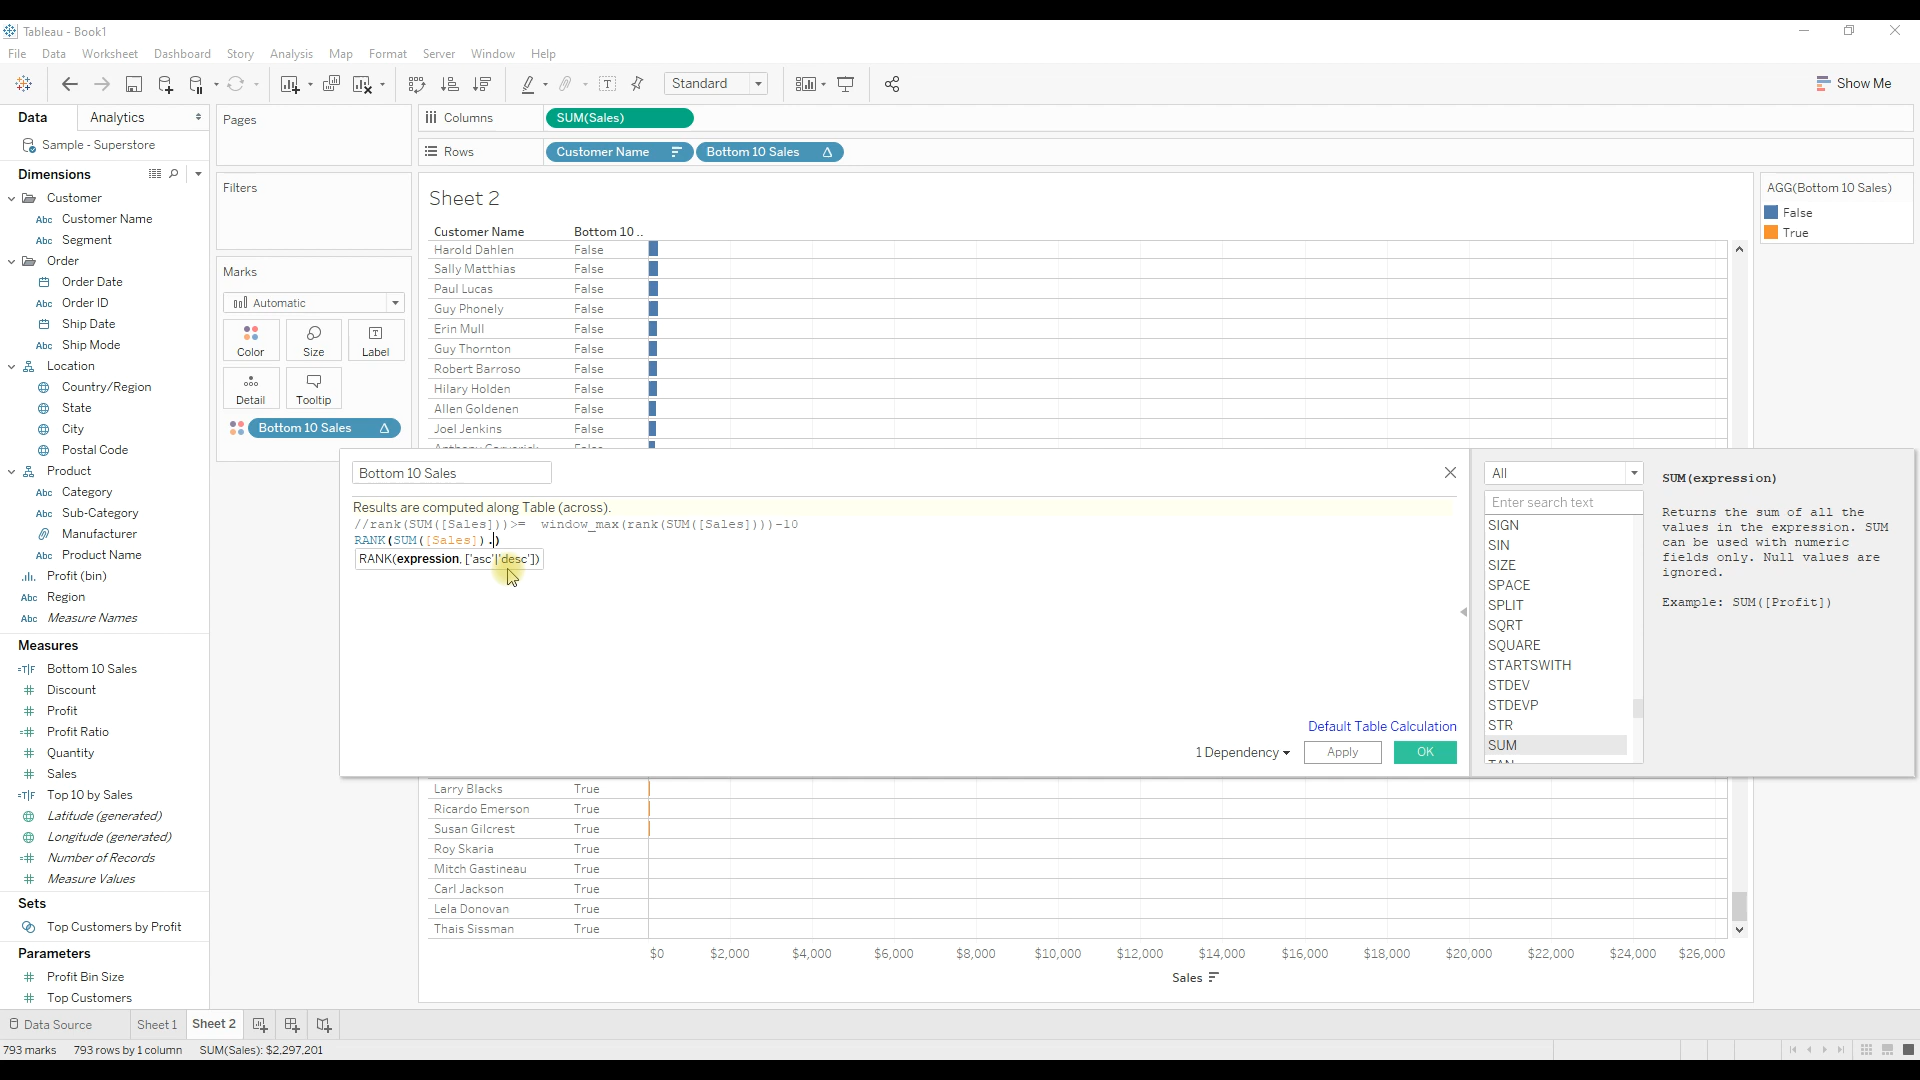 Tableau - Book1
File Data Worksheet Dashboard Story Analysis Map Format Server Window Help
Standard
Show Me
Data Analytics
Sample - Superstore
Dimensions
Customer
Abc Customer Name
Abc Segment
Order
Order Date
Abc Order ID
Ship Date
Abc Ship Mode
Location
Country/Region
State
City
Postal Code
Product
Abc Category
Abc Sub-Category
Manufacturer
Abc Product Name
Profit (bin)
Abc Region
Abc Measure Names
Measures
=T|F Bottom 10 Sales
# Discount
# Profit
=# Profit Ratio
# Quantity
# Sales
=T|F Top 10 by Sales
Latitude (generated)
Longitude (generated)
=# Number of Records
# Measure Values
Sets
Top Customers by Profit
Parameters
# Profit Bin Size
# Top Customers
Pages
Filters
Marks
Automatic
Color Size Label
Detail Tooltip
Bottom 10 Sales
Columns SUM(Sales)
Rows Customer Name Bottom 10 Sales
Sheet 2
Customer Name Bottom 10 ..
Harold Dahlen False
Sally Matthias False
Paul Lucas False
Guy Phonely False
Erin Mull False
Guy Thornton False
Robert Barroso False
Hilary Holden False
Allen Goldenen False
Joel Jenkins False
AGG(Bottom 10 Sales)
False
True
Bottom 10 Sales
Results are computed along Table (across).
//rank(SUM([Sales]))>= window_max(rank(SUM([Sales])))-10
RANK(SUM([Sales]).)
RANK(expression, ['asc'|'desc'])
Default Table Calculation
1 Dependency Apply OK
All
Enter search text
SIGN
SIN
SIZE
SPACE
SPLIT
SQRT
SQUARE
STARTSWITH
STDEV
STDEVP
STR
SUM
TAN
SUM(expression)
Returns the sum of all the
values in the expression. SUM
can be used with numeric
fields only. Null values are
ignored.
Example: SUM([Profit])
Larry Blacks True
Ricardo Emerson True
Susan Gilcrest True
Roy Skaria True
Mitch Gastineau True
Carl Jackson True
Lela Donovan True
Thais Sissman True
$0 $2,000 $4,000 $6,000 $8,000 $10,000 $12,000 $14,000 $16,000 $18,000 $20,000 $22,000 $24,000 $26,000
Sales
Data Source Sheet 1 Sheet 2
793 marks 793 rows by 1 column SUM(Sales): $2,297,201